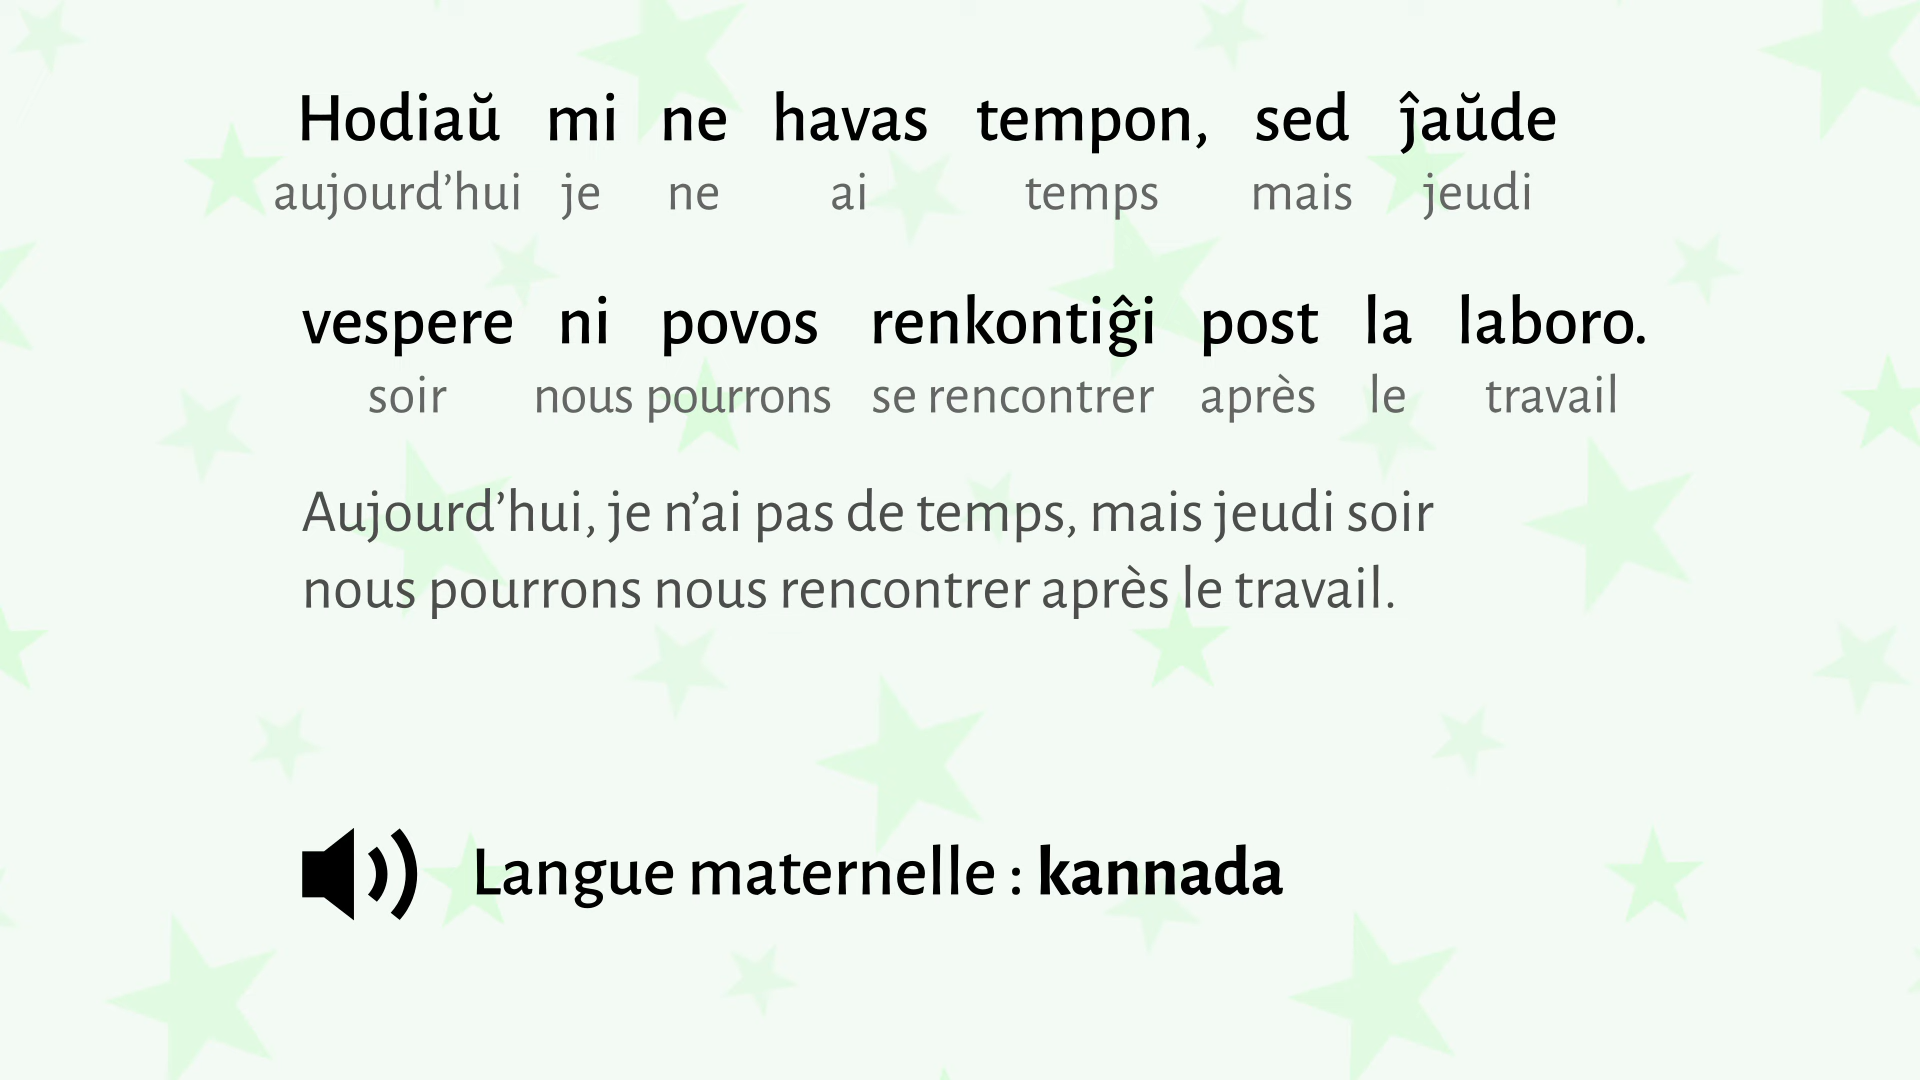 Hodiaŭ mi ne havas tempon, sed ĵaŭde
aujourd’hui je ne ai temps mais jeudi
vespere ni povos renkontiĝi post la laboro.
soir nous pourrons se rencontrer après le travail
Aujourd’hui, je n’ai pas de temps, mais jeudi soir
nous pourrons nous rencontrer après le travail.
Langue maternelle : kannada